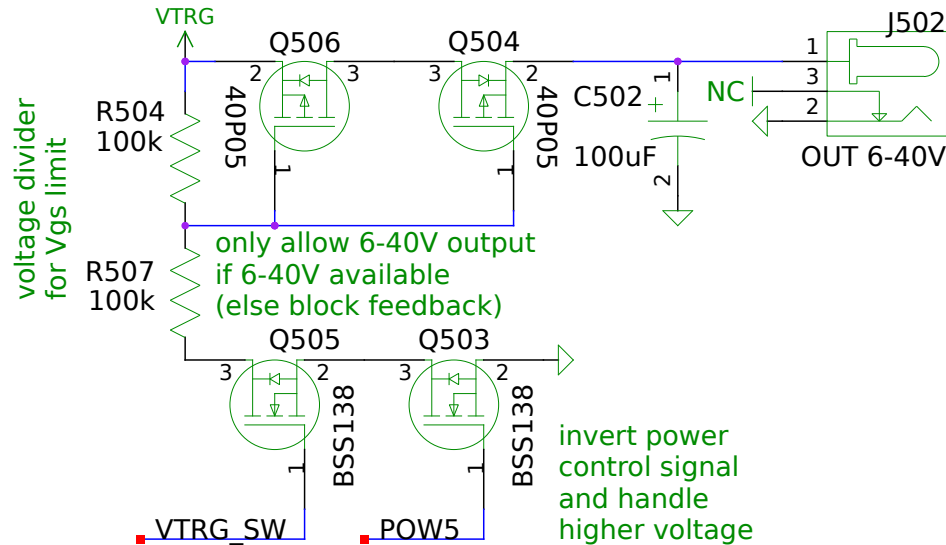 VTRG
J502
Q506
Q504
1
2
3
3
2
1
3
2
NC
R504
100k
40P05
40P05
C502
+
100uF
2
OUT 6-40V
1
1
voltage divider
for Vgs limit
only allow 6-40V output
if 6-40V available
(else block feedback)
R507
100k
Q505
Q503
3
2
3
2
BSS138
BSS138
1
1
invert power
control signal
and handle
higher voltage
VTRG_SW
POW5